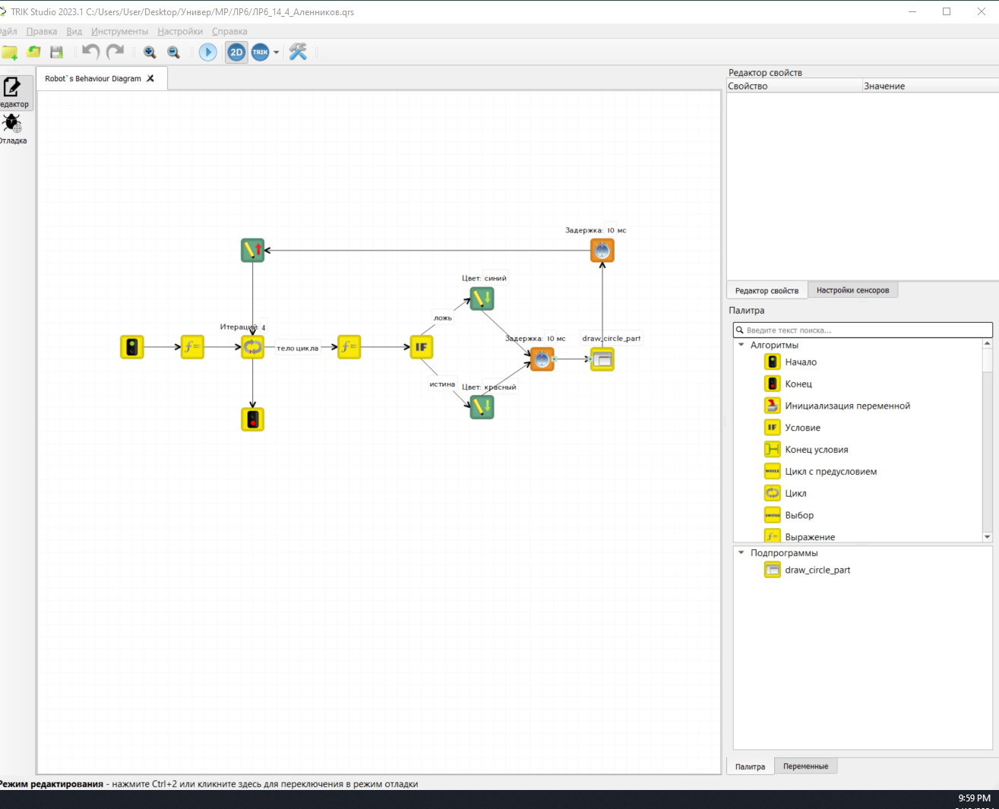 TRIK Studio 2023.1 C:/Users/User/Desktop/Универ/МР/ЛР6/ЛР6_14_4_Аленников.qrs
айл Правка Вид Инструменты Настройки Справка
2D TRIK
Robot`s Behaviour Diagram
едактор
Отладка
Задержка: 10 мс
Цвет: синий
ложь
Итераций: 4
Задержка: 10 мс
draw_circle_part
f=
тело цикла
f=
IF
истина
Цвет: красный
Редактор свойств
Свойство Значение
Редактор свойств Настройки сенсоров
Палитра
Введите текст поиска...
Алгоритмы
Начало
Конец
Инициализация переменной
IF Условие
Конец условия
WHILE Цикл с предусловием
Цикл
SWITCH Выбор
f= Выражение
Подпрограммы
draw_circle_part
Палитра Переменные
Режим редактирования - нажмите Ctrl+2 или кликните здесь для переключения в режим отладки
9:59 PM